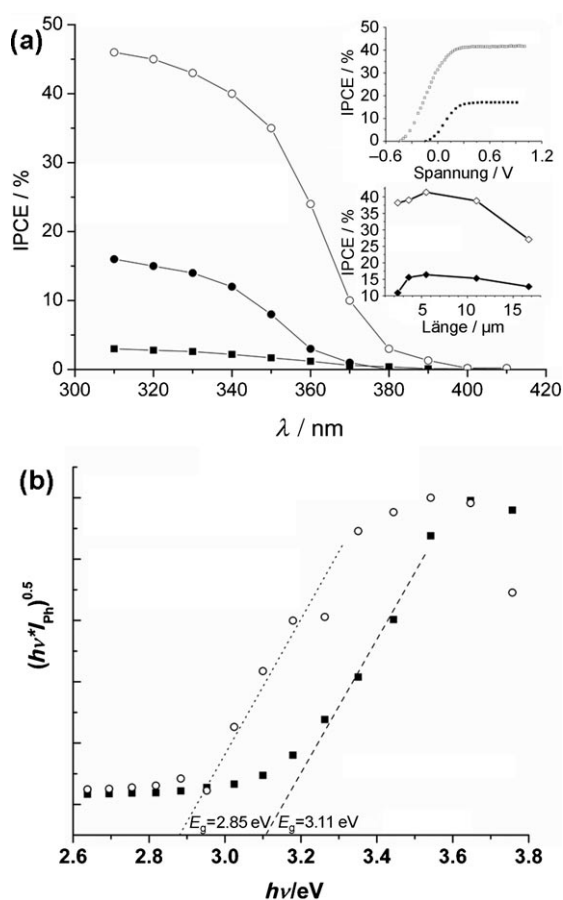 (a)
50
40
30
20
10
0
IPCE / %
300 320 340 360 380 400 420
λ / nm
50
40
30
20
10
0
IPCE / %
–0.6 0.0 0.6 1.2
Spannung / V
40
35
30
25
20
15
10
IPCE / %
5 10 15
Länge / µm
(b)
(hν*I_Ph)^0.5
E_g=2.85 eV E_g=3.11 eV
2.6 2.8 3.0 3.2 3.4 3.6 3.8
hν/eV